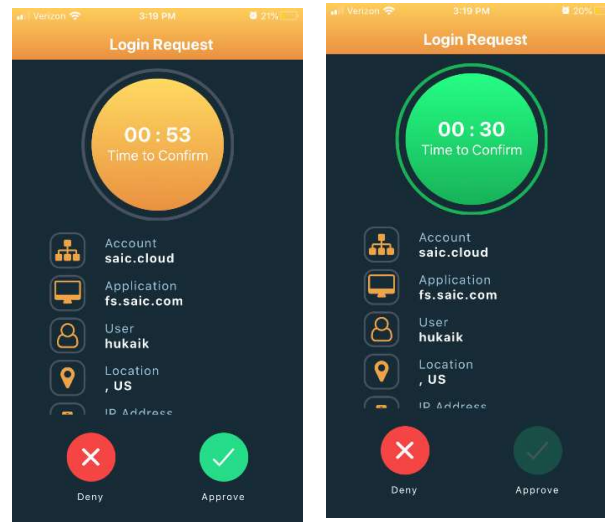 Verizon 3:19 PM 21%
Login Request
00 : 53
Time to Confirm
Account
saic.cloud
Application
fs.saic.com
User
hukaik
Location
, US
IP Address
Deny Approve
Verizon 3:19 PM 20%
Login Request
00 : 30
Time to Confirm
Account
saic.cloud
Application
fs.saic.com
User
hukaik
Location
, US
IP Address
Deny Approve